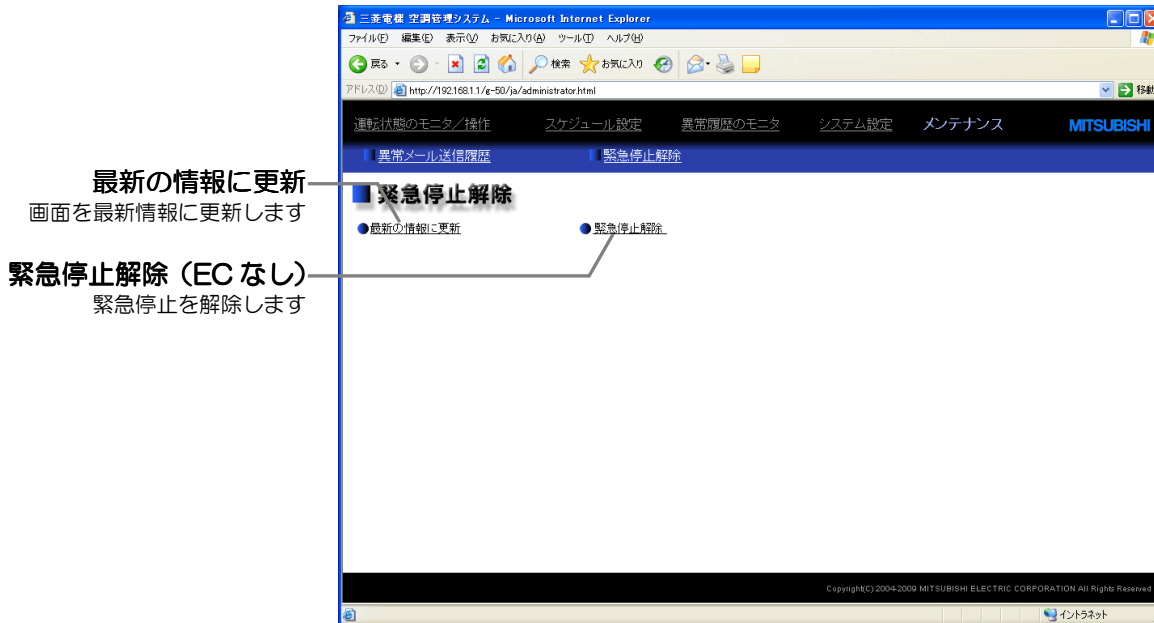 三菱電機 空調管理システム - Microsoft Internet Explorer
ファイル(F) 編集(E) 表示(V) お気に入り(A) ツール(T) ヘルプ(H)
戻る 検索 お気に入り
アドレス(D) http://192.168.1.1/g-50/ja/administrator.html 移動
運転状態のモニタ/操作 スケジュール設定 異常履歴のモニタ システム設定 メンテナンス MITSUBISHI
異常メール送信履歴 緊急停止解除
緊急停止解除
最新の情報に更新 緊急停止解除
最新の情報に更新
画面を最新情報に更新します
緊急停止解除(ECなし)
緊急停止を解除します
Copyright(C) 2004-2009 MITSUBISHI ELECTRIC CORPORATION All Rights Reserved
イントラネット